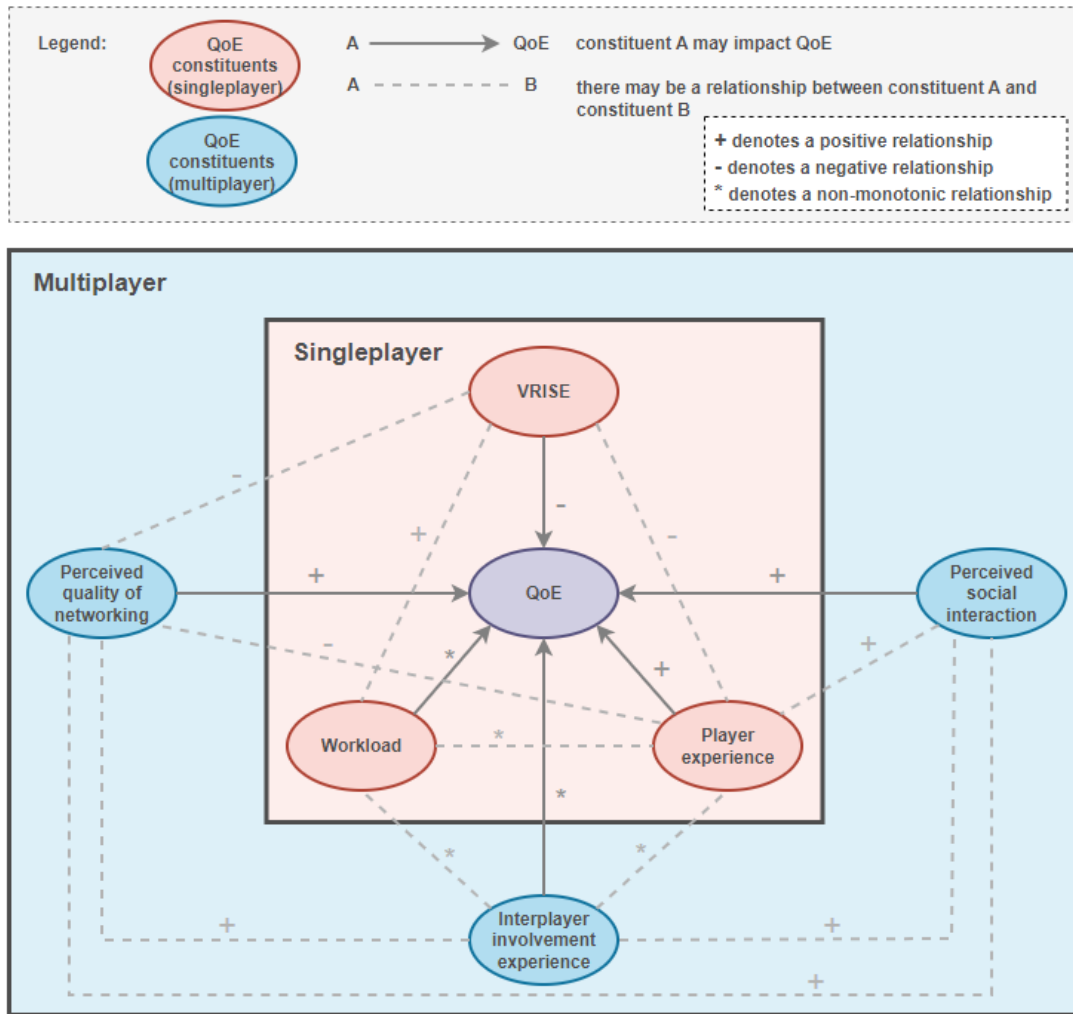 Legend:
QoE
constituents
(singleplayer)
A
QoE
constituent A may impact QoE
A
B
there may be a relationship between constituent A and
constituent B
QoE
constituents
(multiplayer)
+ denotes a positive relationship
- denotes a negative relationship
* denotes a non-monotonic relationship
Multiplayer
Singleplayer
VRISE
-
+
-
-
Perceived
quality of
networking
+
QoE
+
Perceived
social
interaction
-
*
+
+
Workload
*
Player
experience
*
*
*
+
Interplayer
involvement
experience
+
+